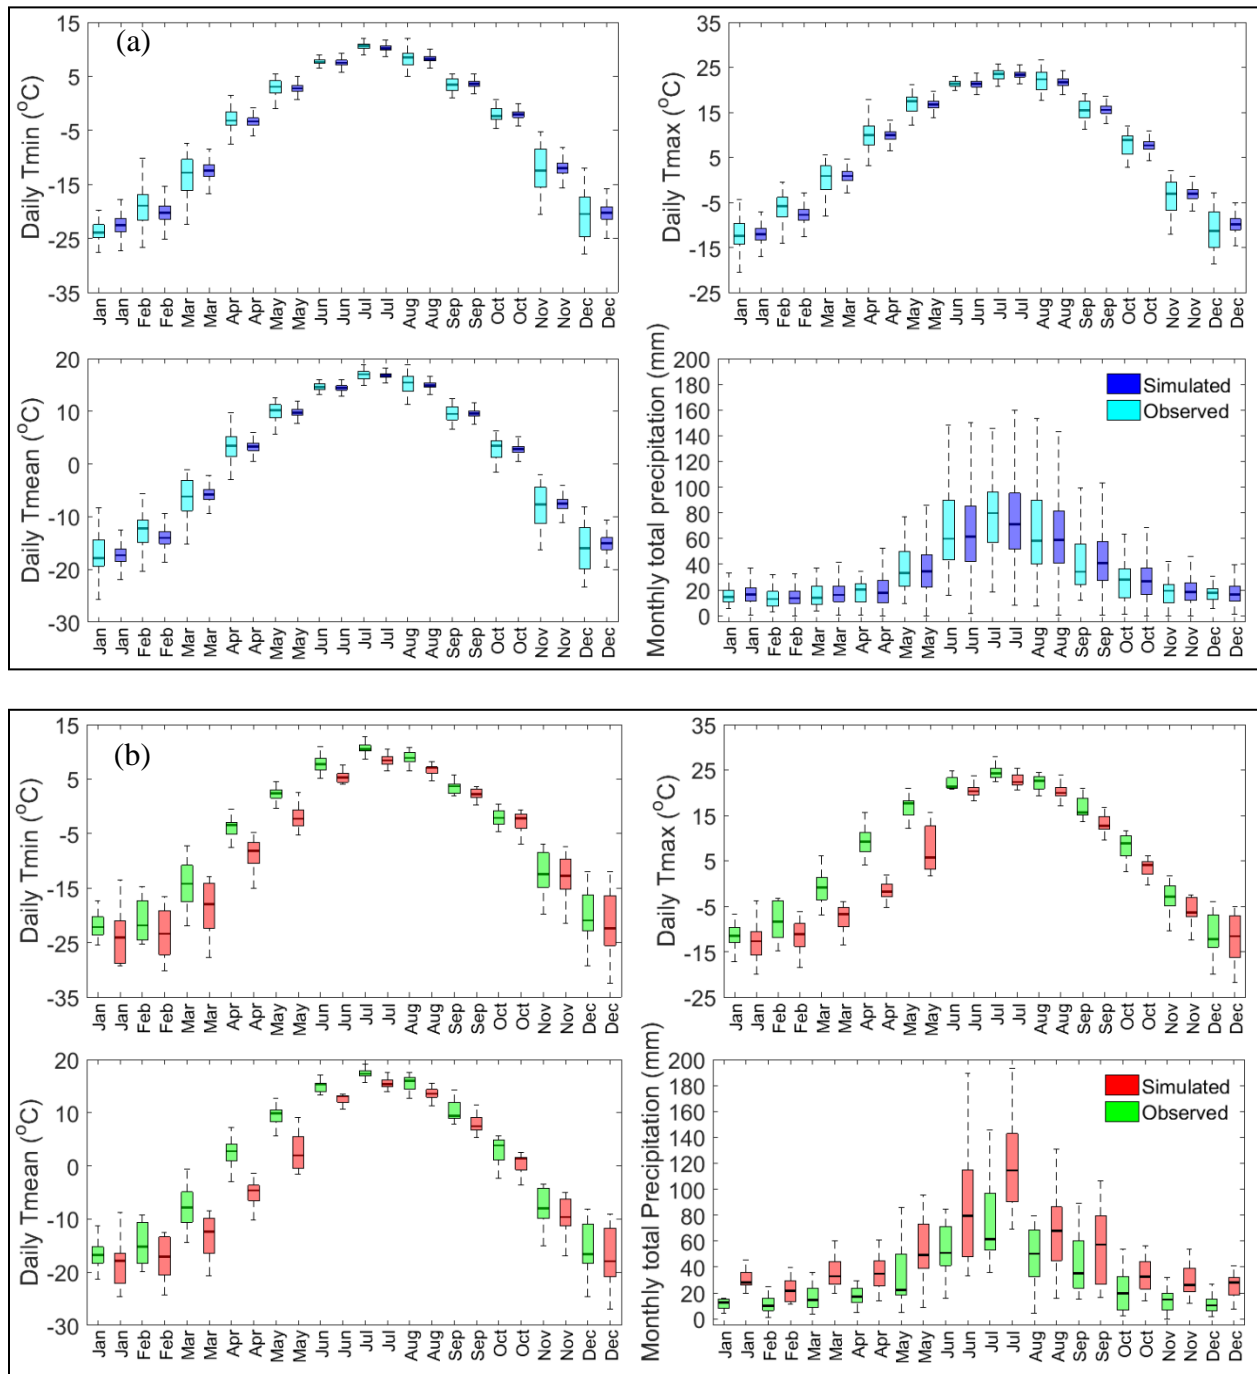 (a)
Daily Tmin (°C)
15
5
-5
-15
-25
-35
Jan Jan Feb Feb Mar Mar Apr Apr May May Jun Jun Jul Jul Aug Aug Sep Sep Oct Oct Nov Nov Dec Dec
Daily Tmax (°C)
35
25
15
5
-5
-15
-25
Jan Jan Feb Feb Mar Mar Apr Apr May May Jun Jun Jul Jul Aug Aug Sep Sep Oct Oct Nov Nov Dec Dec
Daily Tmean (°C)
20
10
0
-10
-20
-30
Jan Jan Feb Feb Mar Mar Apr Apr May May Jun Jun Jul Jul Aug Aug Sep Sep Oct Oct Nov Nov Dec Dec
Monthly total precipitation (mm)
200
180
160
140
120
100
80
60
40
20
0
Simulated
Observed
Jan Jan Feb Feb Mar Mar Apr Apr May May Jun Jun Jul Jul Aug Aug Sep Sep Oct Oct Nov Nov Dec Dec
(b)
Daily Tmin (°C)
15
5
-5
-15
-25
-35
Jan Jan Feb Feb Mar Mar Apr Apr May May Jun Jun Jul Jul Aug Aug Sep Sep Oct Oct Nov Nov Dec Dec
Daily Tmax (°C)
35
25
15
5
-5
-15
-25
Jan Jan Feb Feb Mar Mar Apr Apr May May Jun Jun Jul Jul Aug Aug Sep Sep Oct Oct Nov Nov Dec Dec
Daily Tmean (°C)
20
10
0
-10
-20
-30
Jan Jan Feb Feb Mar Mar Apr Apr May May Jun Jun Jul Jul Aug Aug Sep Sep Oct Oct Nov Nov Dec Dec
Monthly total Precipitation (mm)
200
180
160
140
120
100
80
60
40
20
0
Simulated
Observed
Jan Jan Feb Feb Mar Mar Apr Apr May May Jun Jun Jul Jul Aug Aug Sep Sep Oct Oct Nov Nov Dec Dec